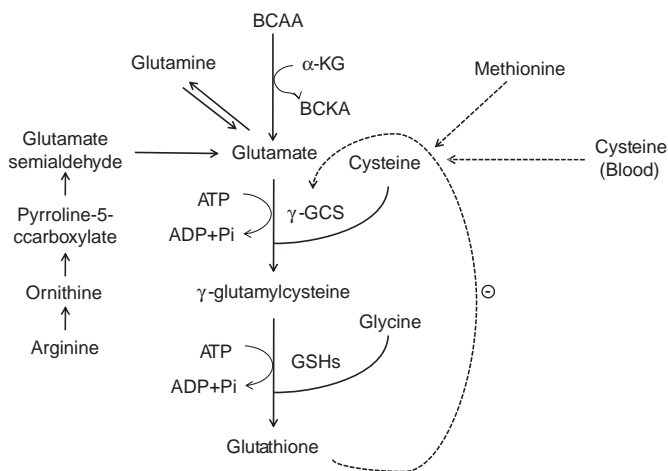 BCAA
Glutamine
α-KG
BCKA
Methionine
Glutamate
semialdehyde
Glutamate
Cysteine
Cysteine
(Blood)
ATP
γ-GCS
ADP+Pi
Pyrroline-5-
ccarboxylate
Ornithine
γ-glutamylcysteine
⊖
Arginine
Glycine
ATP
GSHs
ADP+Pi
Glutathione